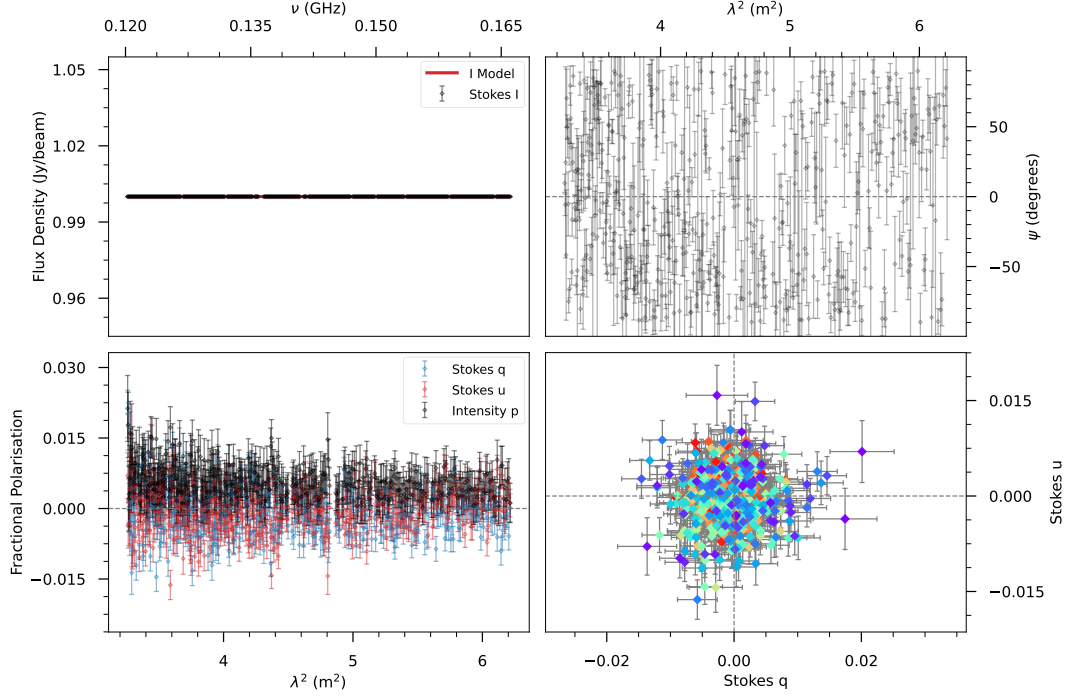 ν (GHz)
0.120 0.135 0.150 0.165
1.05
1.02
0.99
0.96
Flux Density (Jy/beam)
I Model
Stokes I
λ² (m²)
4 5 6
50
0
−50
ψ (degrees)
0.030
0.015
0.000
−0.015
Fractional Polarisation
Stokes q
Stokes u
Intensity p
4 5 6
λ² (m²)
0.015
0.000
−0.015
Stokes u
−0.02 0.00 0.02
Stokes q